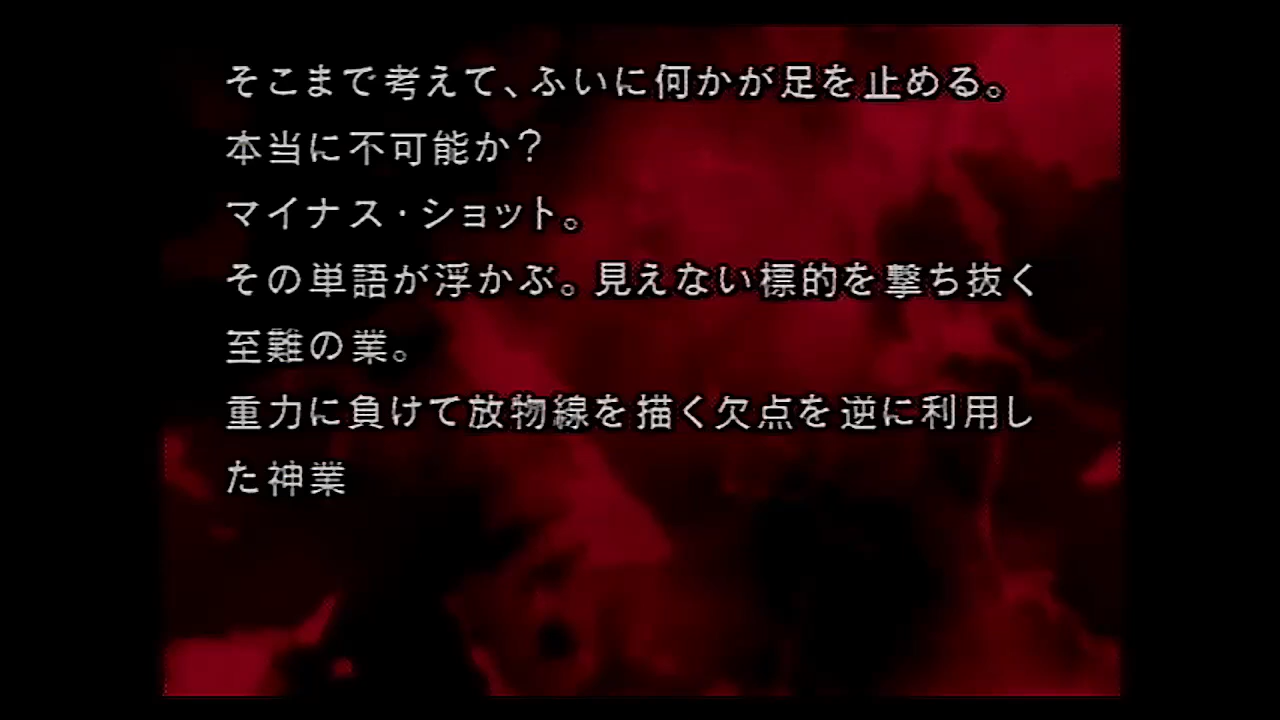 そこまで考えて、ふいに何かが足を止める。
本当に不可能か？
マイナス・ショット。
その単語が浮かぶ。見えない標的を撃ち抜く
至難の業。
重力に負けて放物線を描く欠点を逆に利用し
た神業